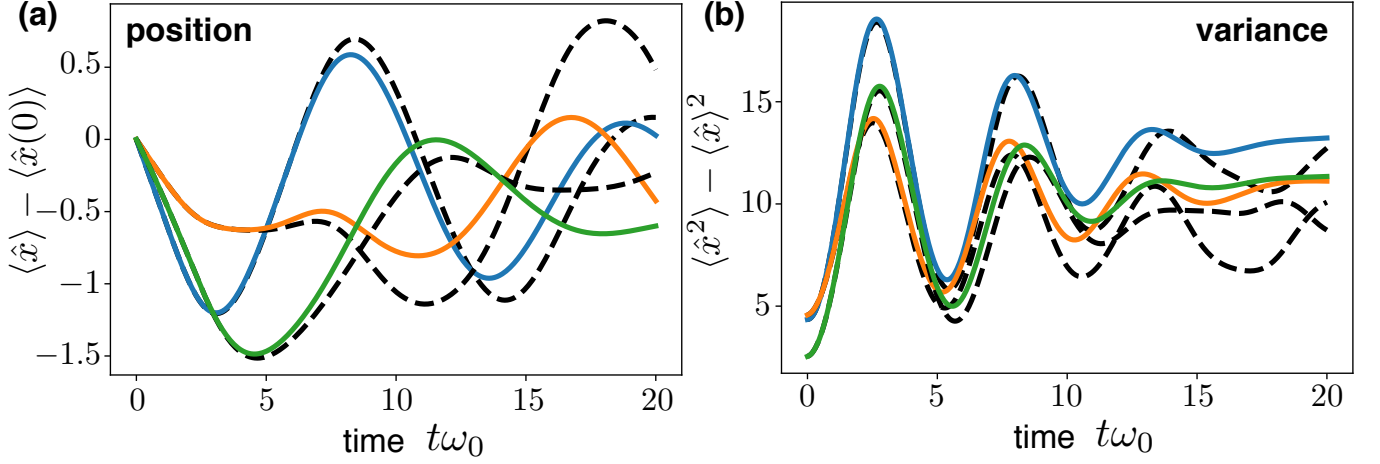 (a)
position
⟨x̂⟩ − ⟨x̂(0)⟩
0.5
0
−0.5
−1
−1.5
0 5 10 15 20
time tω₀
(b)
variance
⟨x̂²⟩ − ⟨x̂⟩²
15
10
5
0 5 10 15 20
time tω₀